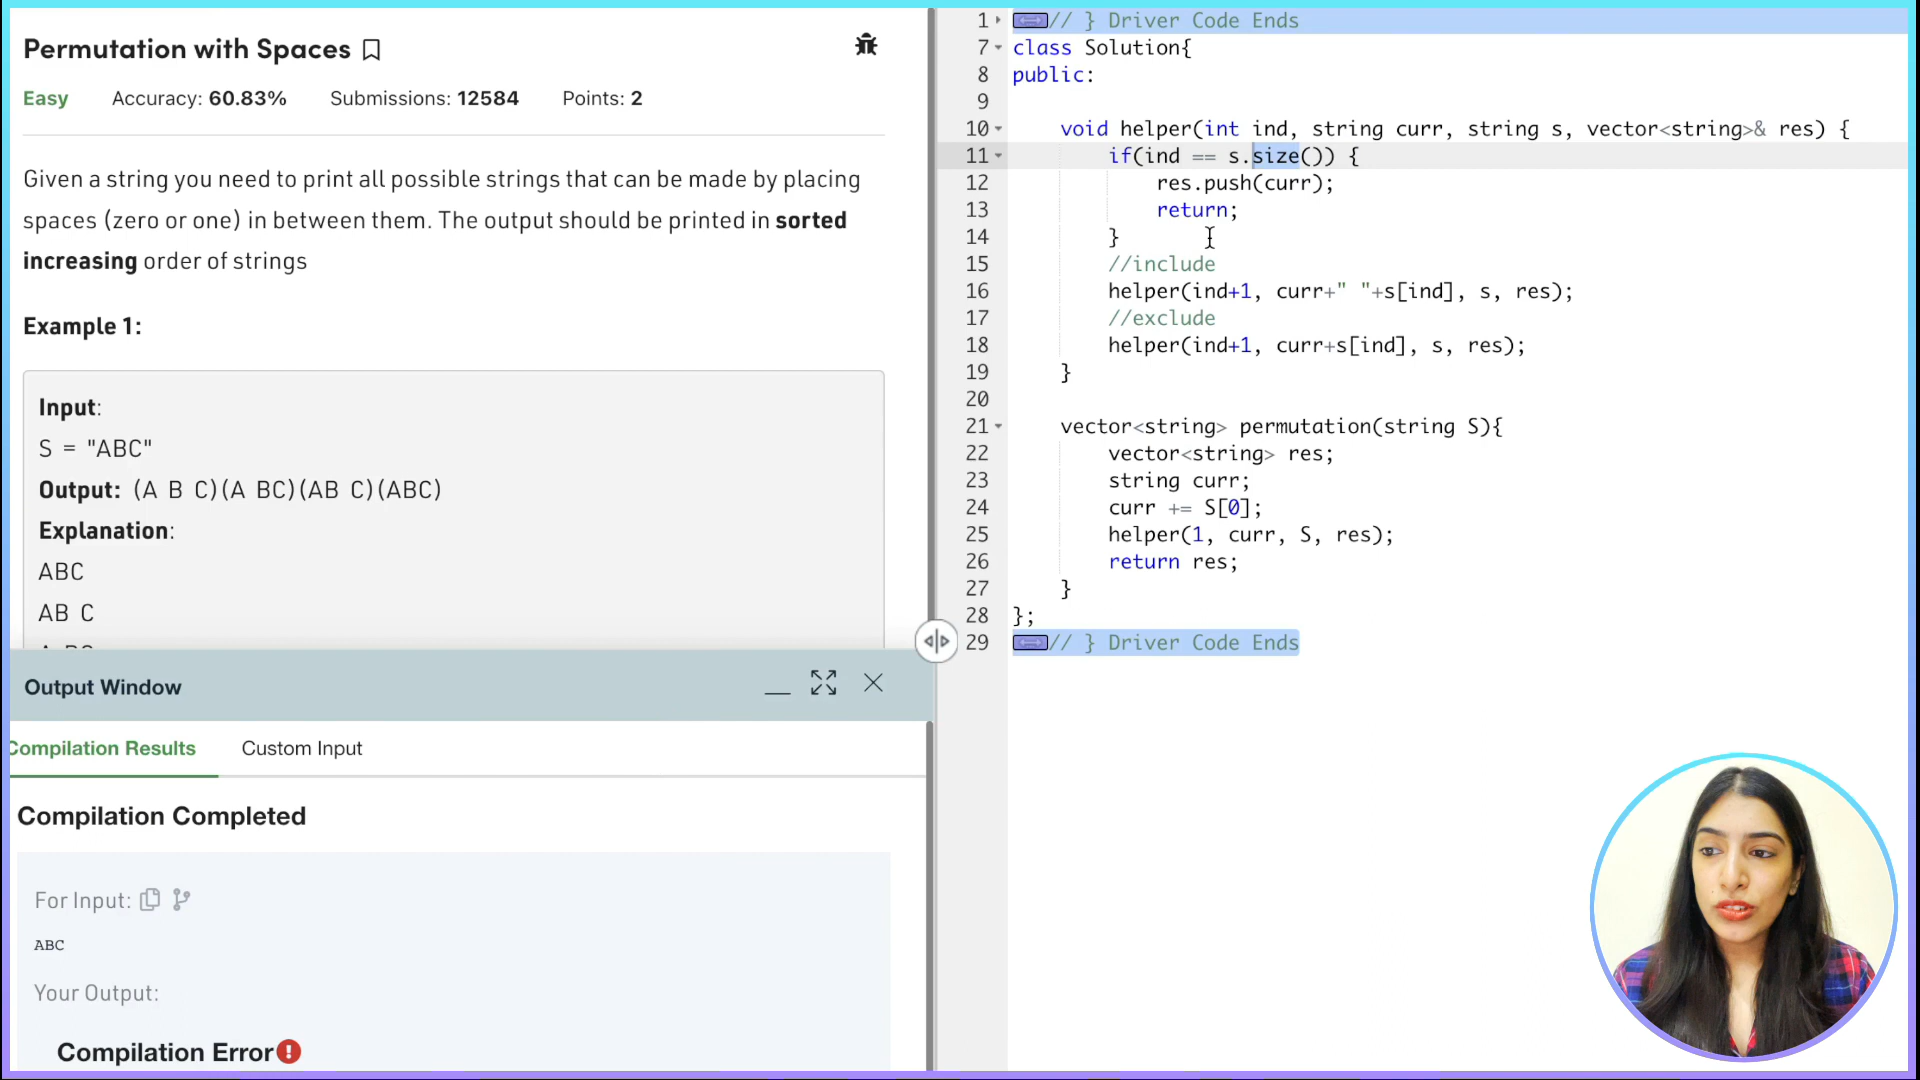 Permutation with Spaces
Easy Accuracy: 60.83% Submissions: 12584 Points: 2
Given a string you need to print all possible strings that can be made by placing
spaces (zero or one) in between them. The output should be printed in sorted
increasing order of strings
Example 1:
Input:
S = "ABC"
Output: (A B C)(A BC)(AB C)(ABC)
Explanation:
ABC
AB C
Output Window
Compilation Results Custom Input
Compilation Completed
For Input:
ABC
Your Output:
Compilation Error
1 // } Driver Code Ends
7 class Solution{
8 public:
9
10 void helper(int ind, string curr, string s, vector<string>& res) {
11 if(ind == s.size()) {
12 res.push(curr);
13 return;
14 }
15 //include
16 helper(ind+1, curr+" "+s[ind], s, res);
17 //exclude
18 helper(ind+1, curr+s[ind], s, res);
19 }
20
21 vector<string> permutation(string S){
22 vector<string> res;
23 string curr;
24 curr += S[0];
25 helper(1, curr, S, res);
26 return res;
27 }
28 };
29 // } Driver Code Ends